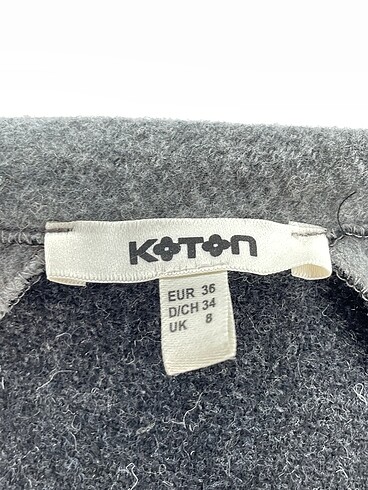 KOTON
EUR 36
D/CH 34
UK 8